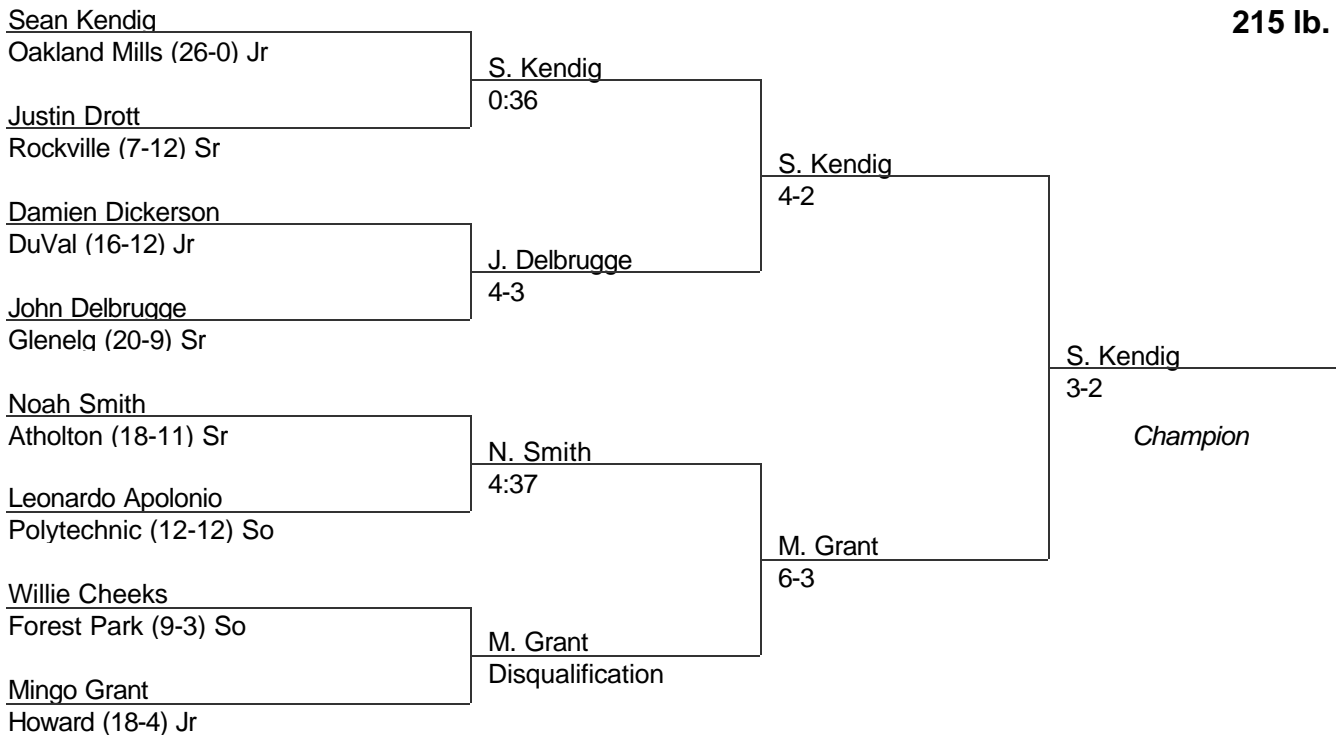 215 lb.
Sean Kendig
Oakland Mills (26-0) Jr
S. Kendig
0:36
Justin Drott
Rockville (7-12) Sr
S. Kendig
4-2
Damien Dickerson
DuVal (16-12) Jr
J. Delbrugge
4-3
John Delbrugge
Glenelg (20-9) Sr
S. Kendig
3-2
Champion
Noah Smith
Atholton (18-11) Sr
N. Smith
4:37
Leonardo Apolonio
Polytechnic (12-12) So
M. Grant
6-3
Willie Cheeks
Forest Park (9-3) So
M. Grant
Disqualification
Mingo Grant
Howard (18-4) Jr